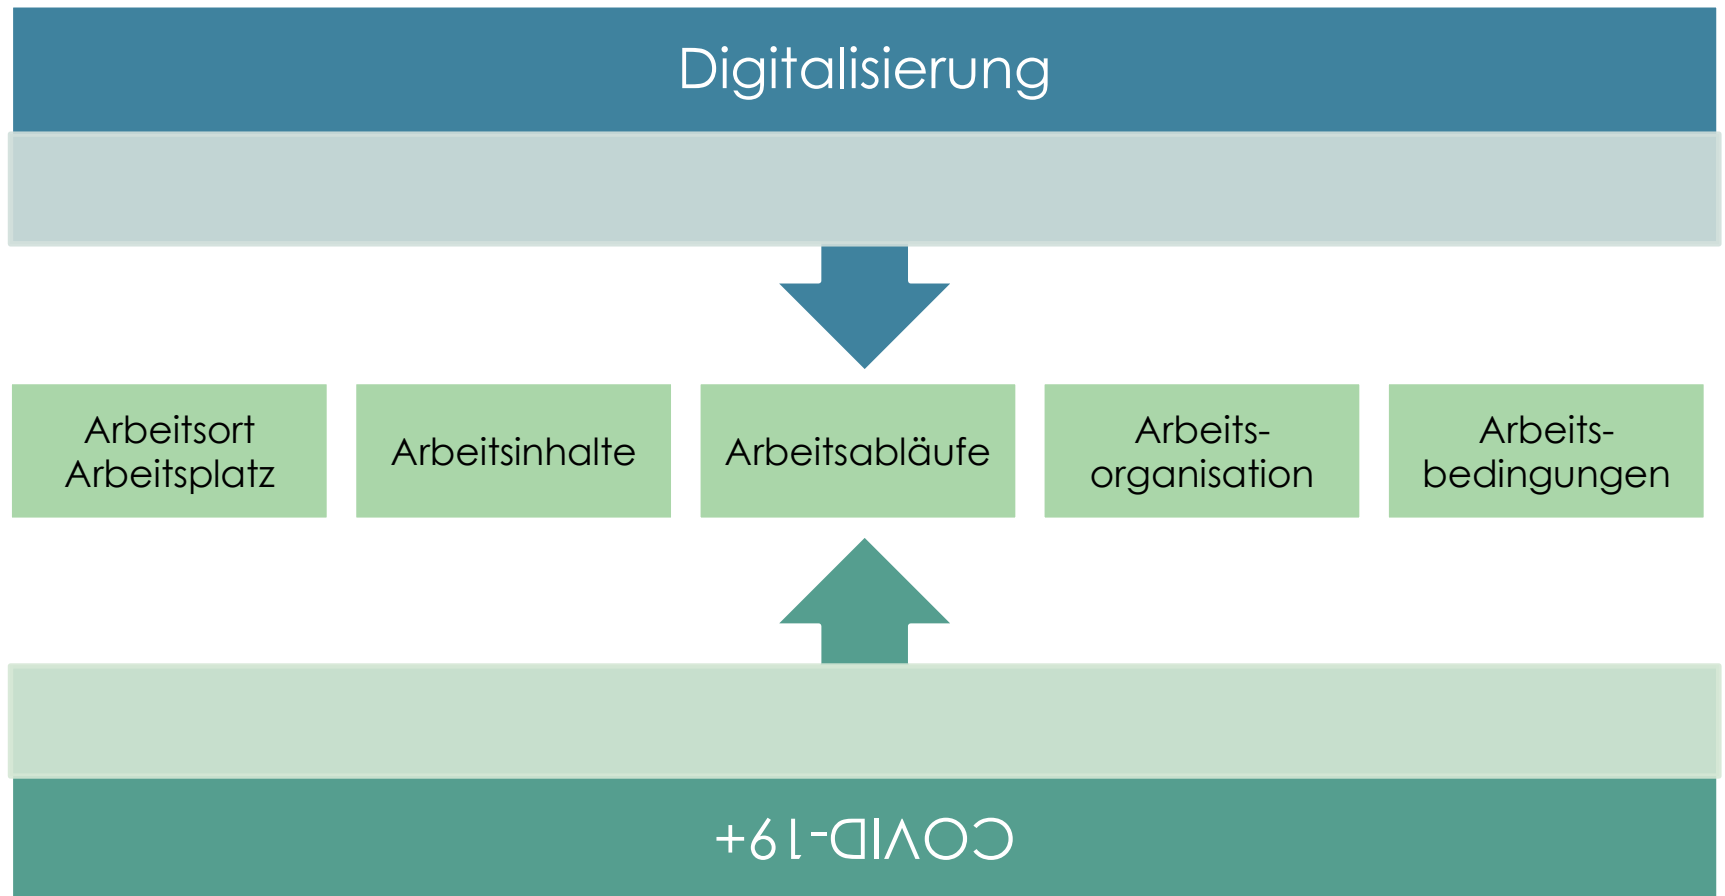 Digitalisierung
Arbeitsort
Arbeitsplatz
Arbeitsinhalte
Arbeitsabläufe
Arbeits-
organisation
Arbeits-
bedingungen
COVID-19+